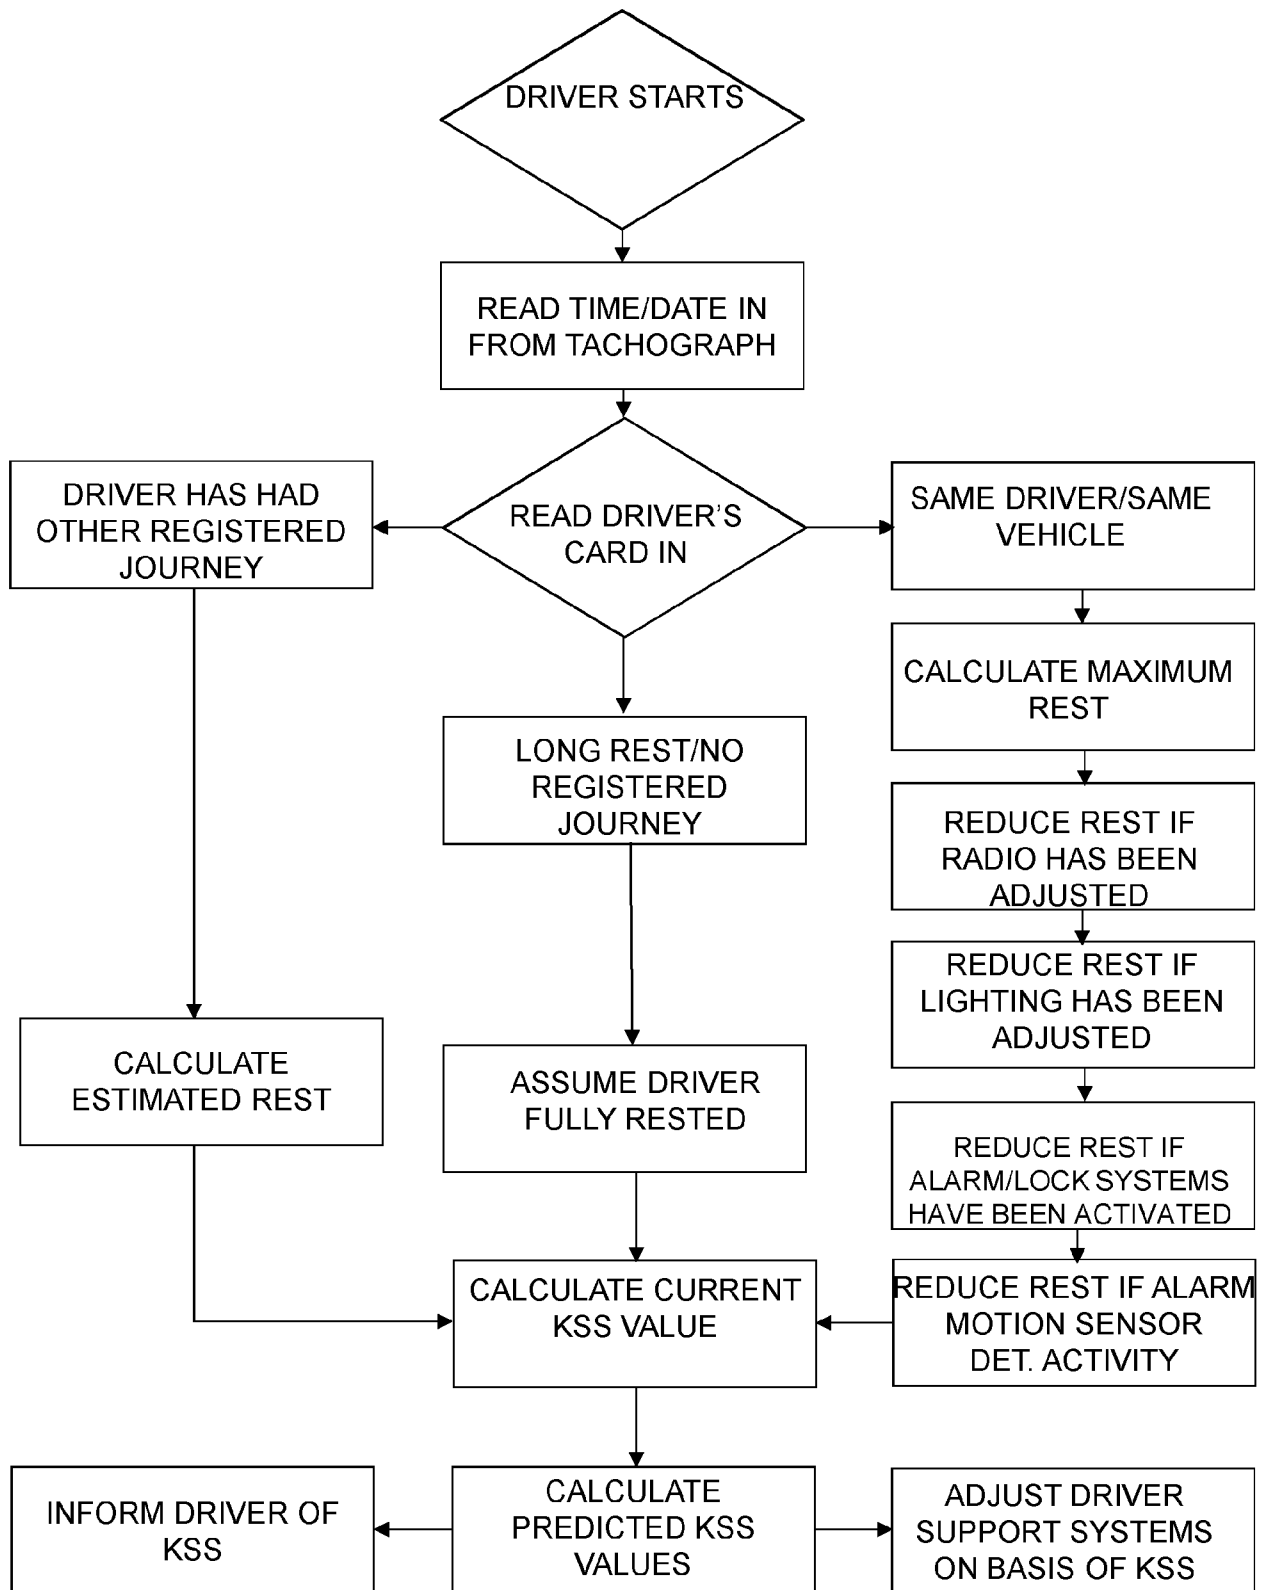 DRIVER STARTS
READ TIME/DATE IN
FROM TACHOGRAPH
DRIVER HAS HAD
OTHER REGISTERED
JOURNEY
READ DRIVER'S
CARD IN
SAME DRIVER/SAME
VEHICLE
CALCULATE MAXIMUM
REST
LONG REST/NO
REGISTERED
JOURNEY
REDUCE REST IF
RADIO HAS BEEN
ADJUSTED
REDUCE REST IF
LIGHTING HAS BEEN
ADJUSTED
CALCULATE
ESTIMATED REST
ASSUME DRIVER
FULLY RESTED
REDUCE REST IF
ALARM/LOCK SYSTEMS
HAVE BEEN ACTIVATED
CALCULATE CURRENT
KSS VALUE
REDUCE REST IF ALARM
MOTION SENSOR
DET. ACTIVITY
INFORM DRIVER OF
KSS
CALCULATE
PREDICTED KSS
VALUES
ADJUST DRIVER
SUPPORT SYSTEMS
ON BASIS OF KSS